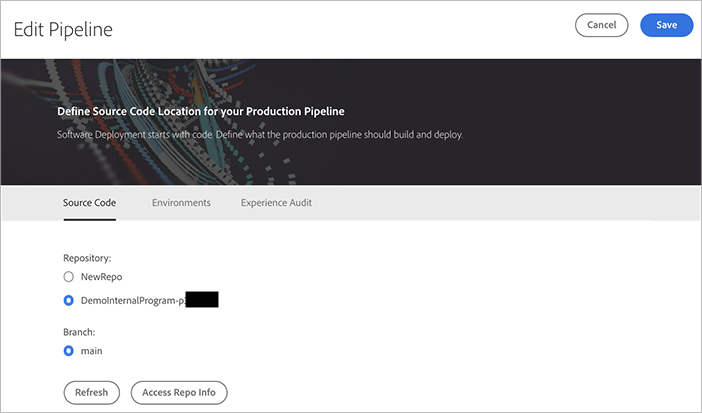 Edit Pipeline
Cancel
Save
Define Source Code Location for your Production Pipeline
Software Deployment starts with code. Define what the production pipeline should build and deploy.
Source Code
Environments
Experience Audit
Repository:
NewRepo
DemoInternalProgram-p
Branch:
main
Refresh
Access Repo Info